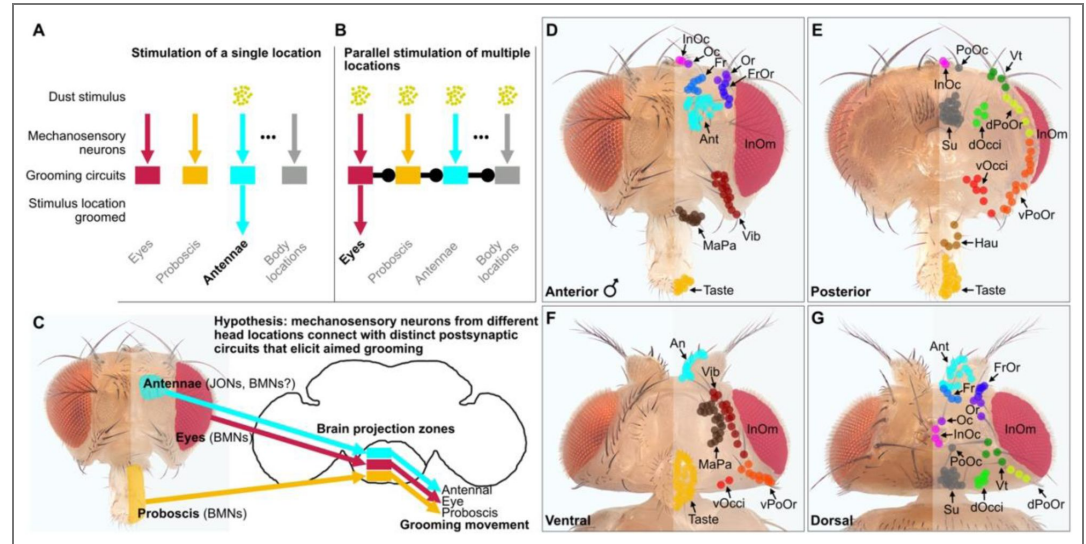 A
Stimulation of a single location
Dust stimulus
Mechanosensory
neurons
Grooming circuits
Stimulus location
groomed
Eyes
Proboscis
Antennae
Body
locations
B
Parallel stimulation of multiple
locations
Eyes
Proboscis
Antennae
Body
locations
C
Hypothesis: mechanosensory neurons from different
head locations connect with distinct postsynaptic
circuits that elicit aimed grooming
Antennae (JONs, BMNs?)
Eyes (BMNs)
Brain projection zones
Proboscis (BMNs)
Antennal
Eye
Proboscis
Grooming movement
D
InOc
Oc
Fr
Or
FrOr
Ant
InOm
Vib
MaPa
Taste
Anterior ♂
E
PoOc
Vt
InOc
dPoOr
InOm
Su
dOcci
vOcci
vPoOr
Hau
Taste
Posterior
F
An
Vib
InOm
MaPa
vOcci
vPoOr
Taste
Ventral
G
Ant
FrOr
Fr
Or
Oc
InOc
InOm
PoOc
Vt
Su
dOcci
dPoOr
Dorsal